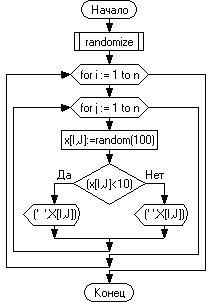 Начало
randomize
for i := 1 to n
for j := 1 to n
x[I,J]:=random(100)
(x[I,J]<10)
Да Нет
(' ',X[I,J]) (' ',X[I,J])
Конец